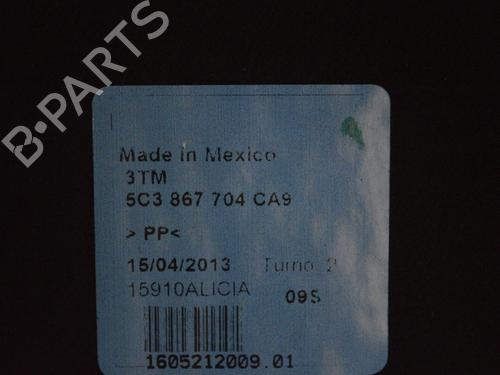 B-PARTS
Made in Mexico
3TM
5C3 867 704 CA9
> PP<
15/04/2013 Turno 2
15910ALICIA 09S
1605212009.01